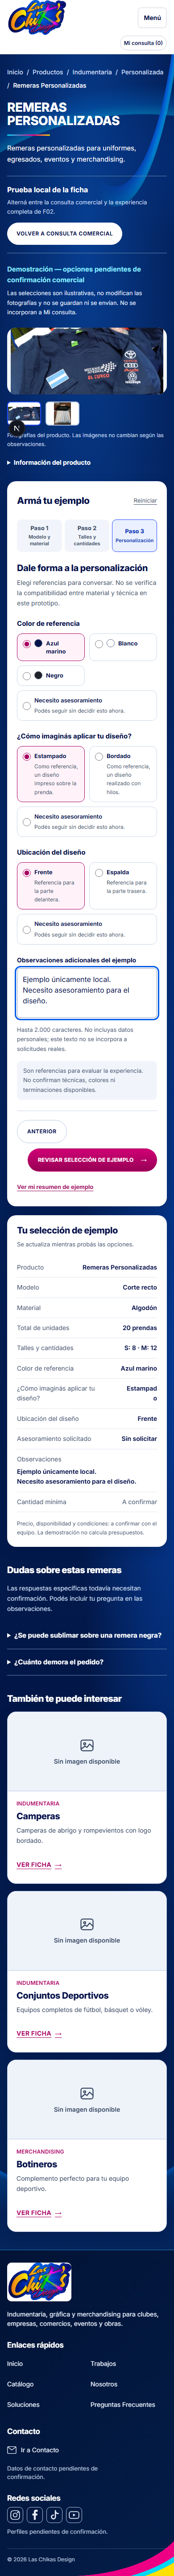 Las Chikas
Menú
Mi consulta (0)
Inicio / Productos / Indumentaria / Personalizada
/ Remeras Personalizadas
REMERAS
PERSONALIZADAS
Remeras personalizadas para uniformes,
egresados, eventos y merchandising.
Prueba local de la ficha
Alterná entre la consulta comercial y la experiencia
completa de F02.
VOLVER A CONSULTA COMERCIAL
Demostración — opciones pendientes de
confirmación comercial
Las selecciones son ilustrativas, no modifican las
fotografías y no se guardan ni se envían. No se
incorporan a Mi consulta.
N
Fotografías del producto. Las imágenes no cambian según las
observaciones.
Información del producto
Armá tu ejemplo
Reiniciar
Paso 1
Modelo y
material
Paso 2
Talles y
cantidades
Paso 3
Personalización
Dale forma a la personalización
Elegí referencias para conversar. No se verifica
la compatibilidad entre material y técnica en
este prototipo.
Color de referencia
Azul
marino
Blanco
Negro
Necesito asesoramiento
Podés seguir sin decidir esto ahora.
¿Cómo imaginás aplicar tu diseño?
Estampado
Como referencia,
un diseño
impreso sobre la
prenda.
Bordado
Como referencia,
un diseño
realizado con
hilos.
Necesito asesoramiento
Podés seguir sin decidir esto ahora.
Ubicación del diseño
Frente
Referencia para
la parte
delantera.
Espalda
Referencia para
la parte trasera.
Necesito asesoramiento
Podés seguir sin decidir esto ahora.
Observaciones adicionales del ejemplo
Ejemplo únicamente local.
Necesito asesoramiento para el
diseño.
Hasta 2.000 caracteres. No incluyas datos
personales; este texto no se incorpora a
solicitudes reales.
Son referencias para evaluar la experiencia.
No confirman técnicas, colores ni
terminaciones disponibles.
ANTERIOR
REVISAR SELECCIÓN DE EJEMPLO →
Ver mi resumen de ejemplo
Tu selección de ejemplo
Se actualiza mientras probás las opciones.
Producto Remeras Personalizadas
Modelo Corte recto
Material Algodón
Total de unidades 20 prendas
Talles y cantidades S: 8 · M: 12
Color de referencia Azul marino
¿Cómo imaginás aplicar tu Estampad
diseño? o
Ubicación del diseño Frente
Asesoramiento solicitado Sin solicitar
Observaciones
Ejemplo únicamente local.
Necesito asesoramiento para el diseño.
Cantidad mínima A confirmar
Precio, disponibilidad y condiciones: a confirmar con el
equipo. La demostración no calcula presupuestos.
Dudas sobre estas remeras
Las respuestas específicas todavía necesitan
confirmación. Podés incluir tu pregunta en las
observaciones.
¿Se puede sublimar sobre una remera negra?
¿Cuánto demora el pedido?
También te puede interesar
Sin imagen disponible
INDUMENTARIA
Camperas
Camperas de abrigo y rompevientos con logo
bordado.
VER FICHA →
Sin imagen disponible
INDUMENTARIA
Conjuntos Deportivos
Equipos completos de fútbol, básquet o vóley.
VER FICHA →
Sin imagen disponible
MERCHANDISING
Botineros
Complemento perfecto para tu equipo
deportivo.
VER FICHA →
Las Chikas
Indumentaria, gráfica y merchandising para clubes,
empresas, comercios, eventos y obras.
Enlaces rápidos
Inicio Trabajos
Catálogo Nosotros
Soluciones Preguntas Frecuentes
Contacto
Ir a Contacto
Datos de contacto pendientes de
confirmación.
Redes sociales
Perfiles pendientes de confirmación.
© 2026 Las Chikas Design